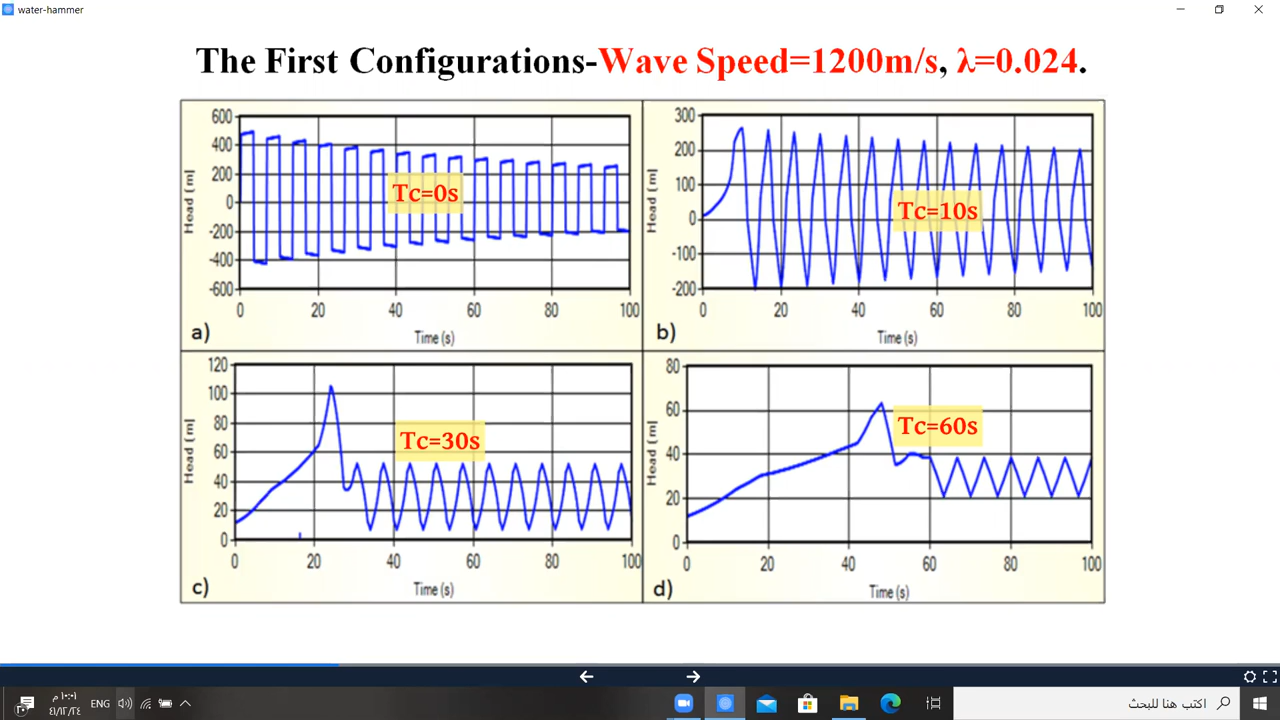 water-hammer
The First Configurations-Wave Speed=1200m/s, λ=0.024.
600
400
200
0
-200
-400
-600
Head (m)
Tc=0s
0 20 40 60 80 100
Time (s)
a)
300
200
100
0
-100
-200
Head (m)
Tc=10s
0 20 40 60 80 100
Time (s)
b)
120
100
80
60
40
20
0
Head (m)
Tc=30s
0 20 40 60 80 100
Time (s)
c)
80
60
40
20
0
Head (m)
Tc=60s
0 20 40 60 80 100
Time (s)
d)
ENG
اكتب هنا للبحث